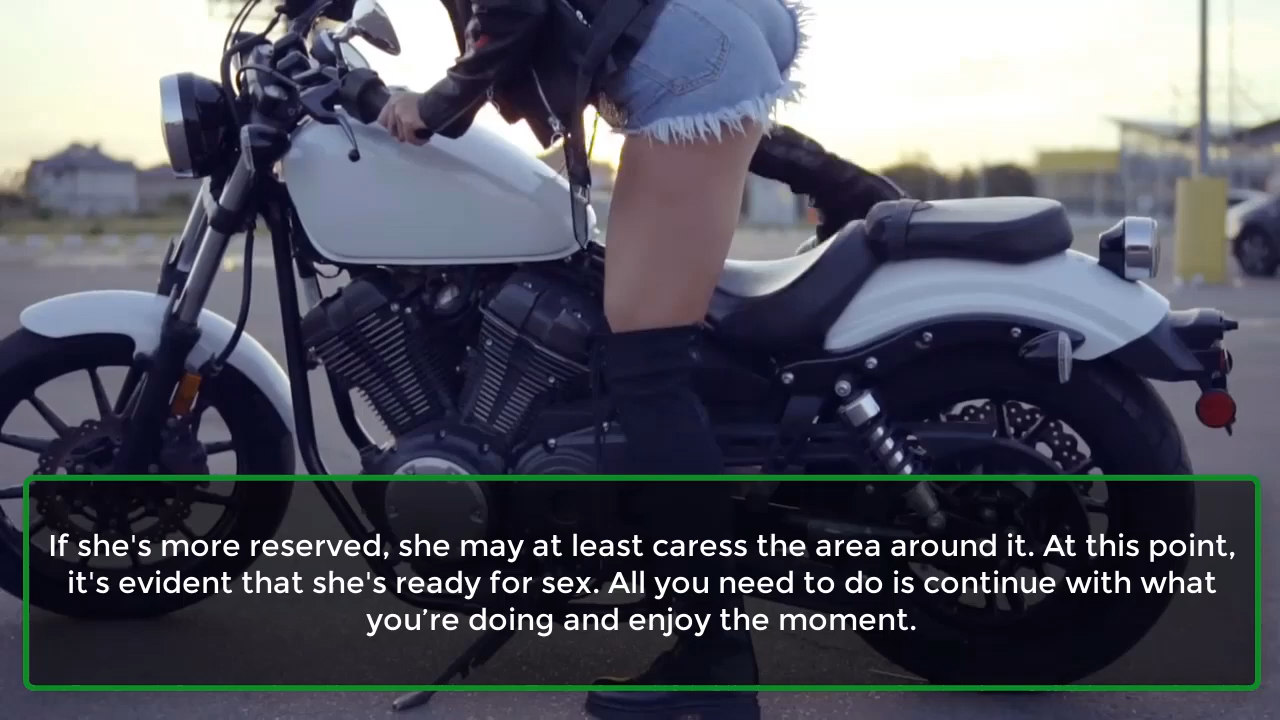 If she's more reserved, she may at least caress the area around it. At this point,
it's evident that she's ready for sex. All you need to do is continue with what
you’re doing and enjoy the moment.